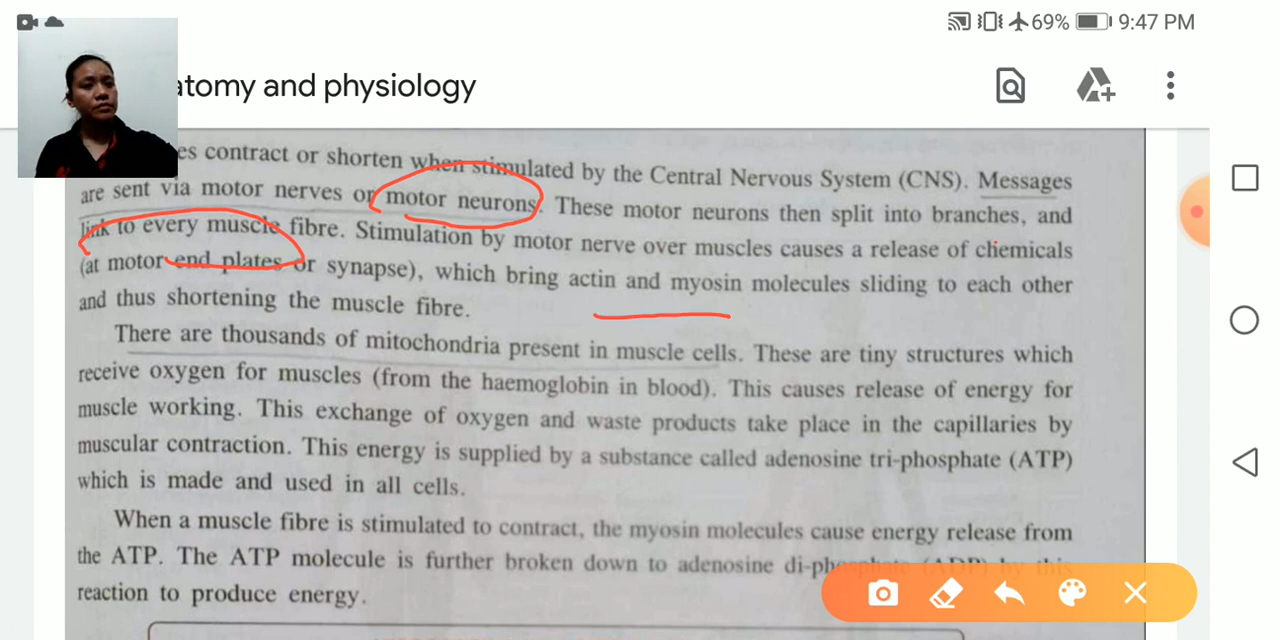 69% 9:47 PM
atomy and physiology
es contract or shorten when stimulated by the Central Nervous System (CNS). Messages
are sent via motor nerves or motor neurons. These motor neurons then split into branches, and
link to every muscle fibre. Stimulation by motor nerve over muscles causes a release of chemicals
(at motor end plates or synapse), which bring actin and myosin molecules sliding to each other
and thus shortening the muscle fibre.
There are thousands of mitochondria present in muscle cells. These are tiny structures which
receive oxygen for muscles (from the haemoglobin in blood). This causes release of energy for
muscle working. This exchange of oxygen and waste products take place in the capillaries by
muscular contraction. This energy is supplied by a substance called adenosine tri-phosphate (ATP)
which is made and used in all cells.
When a muscle fibre is stimulated to contract, the myosin molecules cause energy release from
the ATP. The ATP molecule is further broken down to adenosine di-phosphate (ADP) by this
reaction to produce energy.